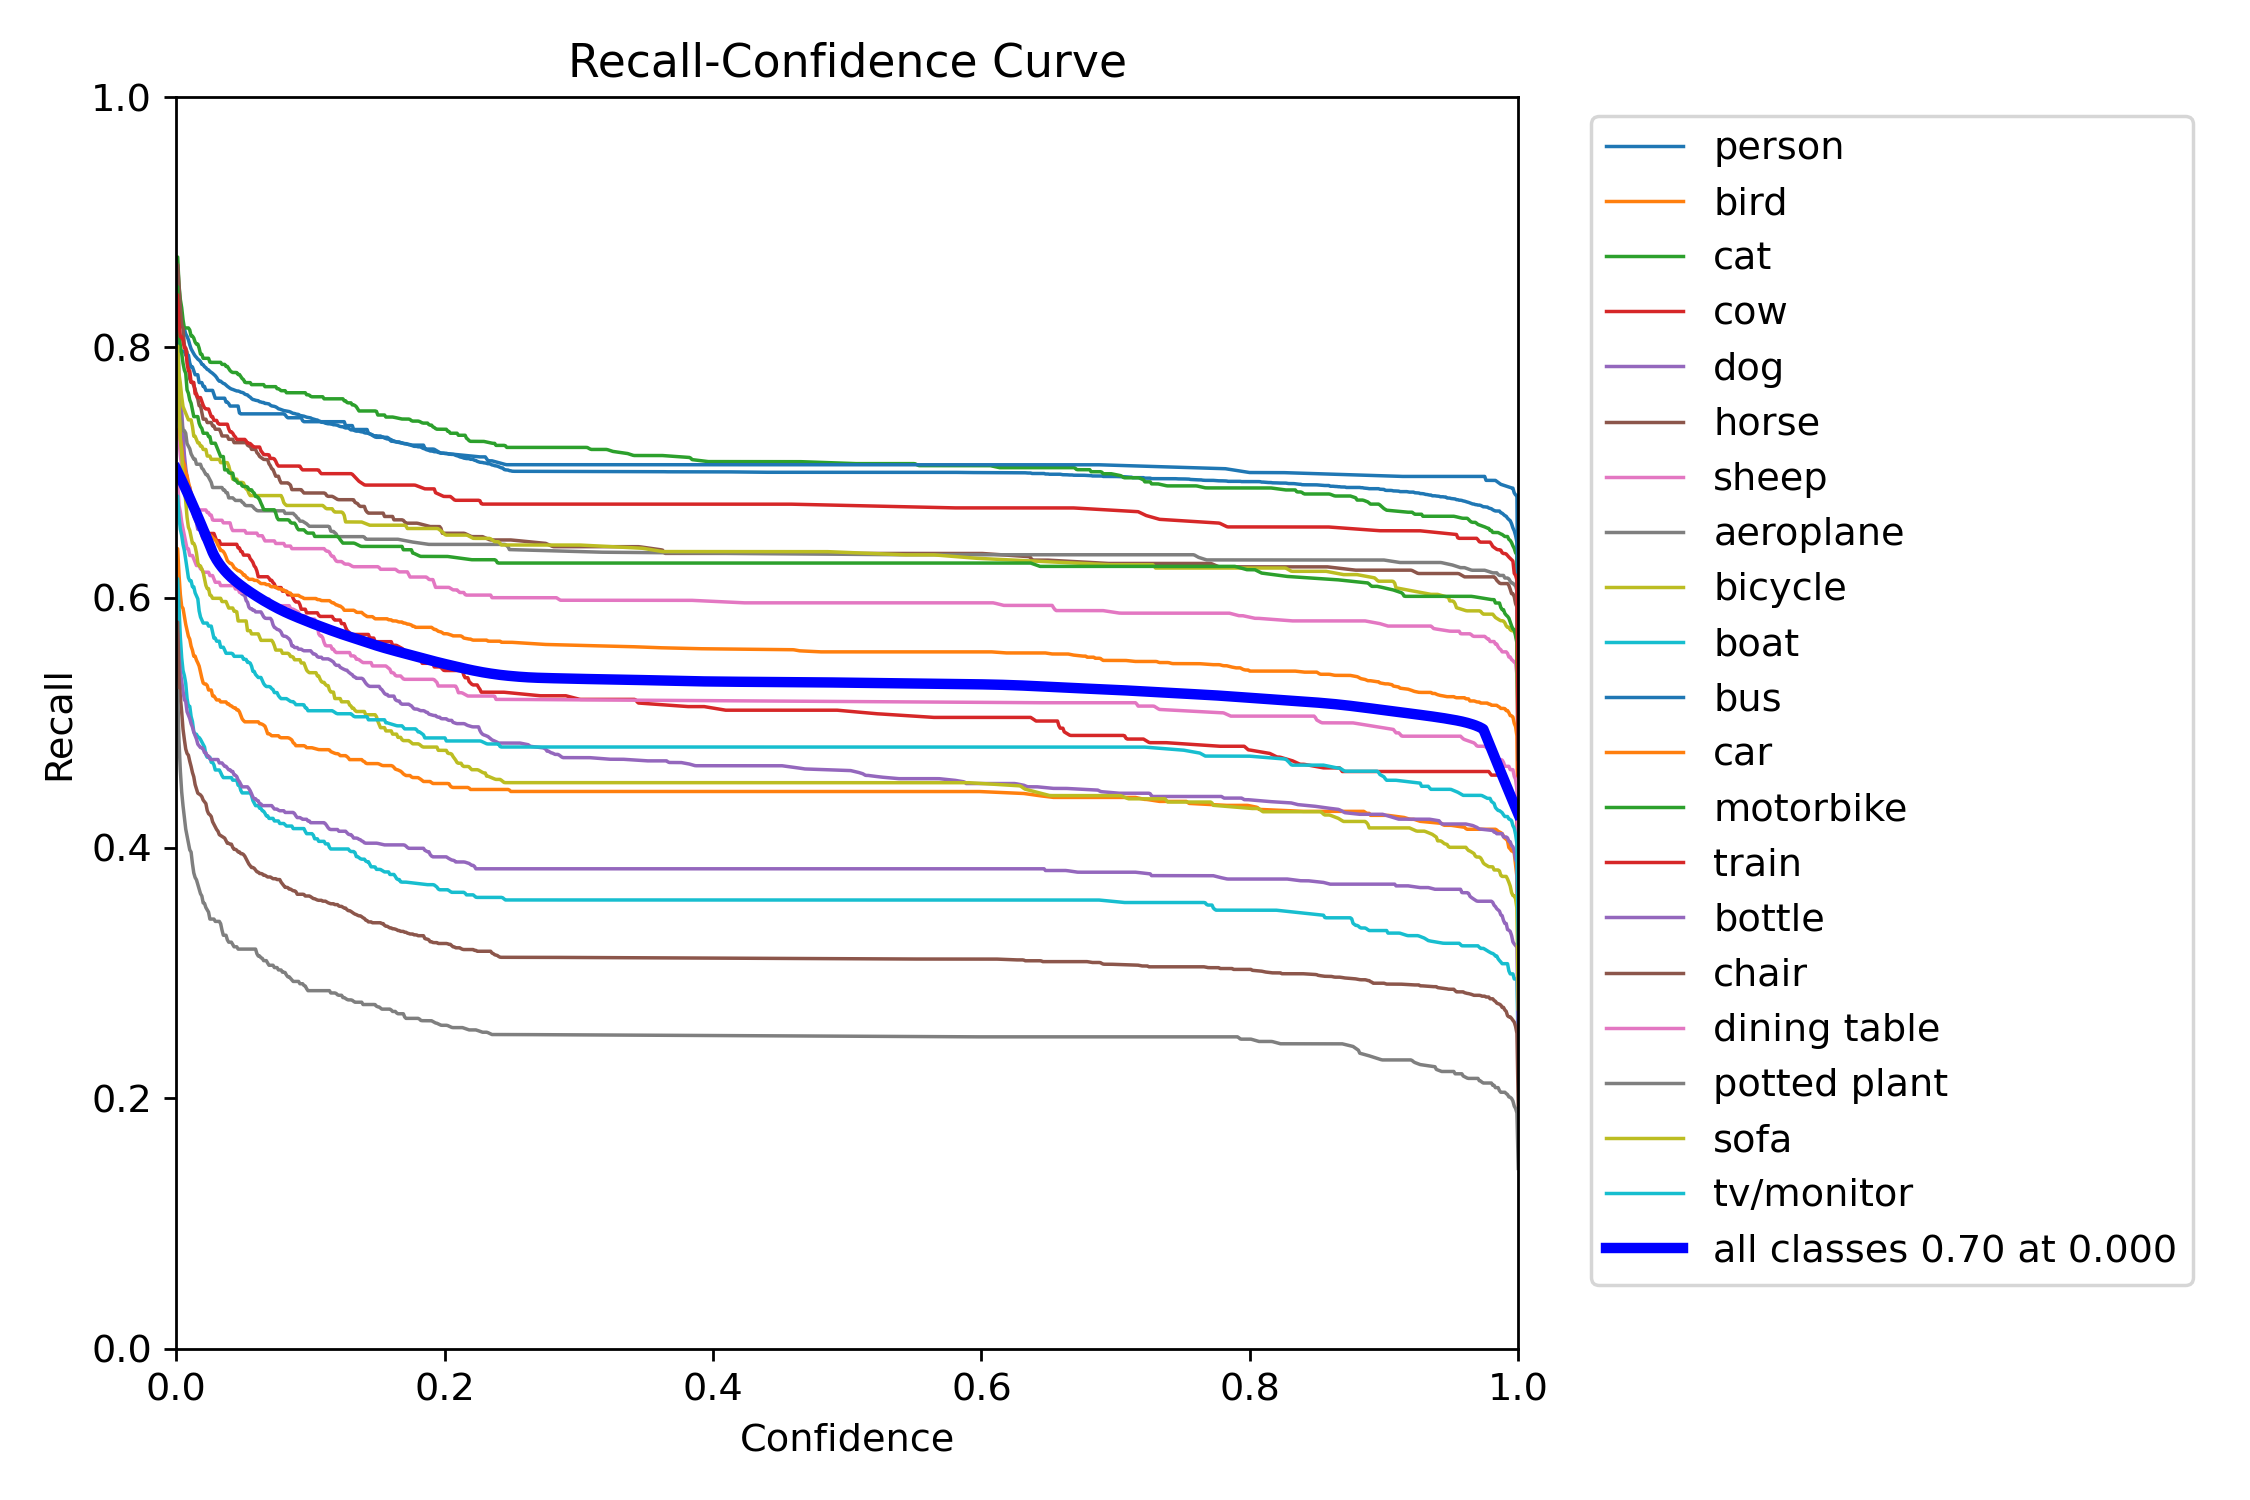 Recall-Confidence Curve
1.0
0.8
0.6
0.4
0.2
0.0
Recall
0.0 0.2 0.4 0.6 0.8 1.0
Confidence
person
bird
cat
cow
dog
horse
sheep
aeroplane
bicycle
boat
bus
car
motorbike
train
bottle
chair
dining table
potted plant
sofa
tv/monitor
all classes 0.70 at 0.000